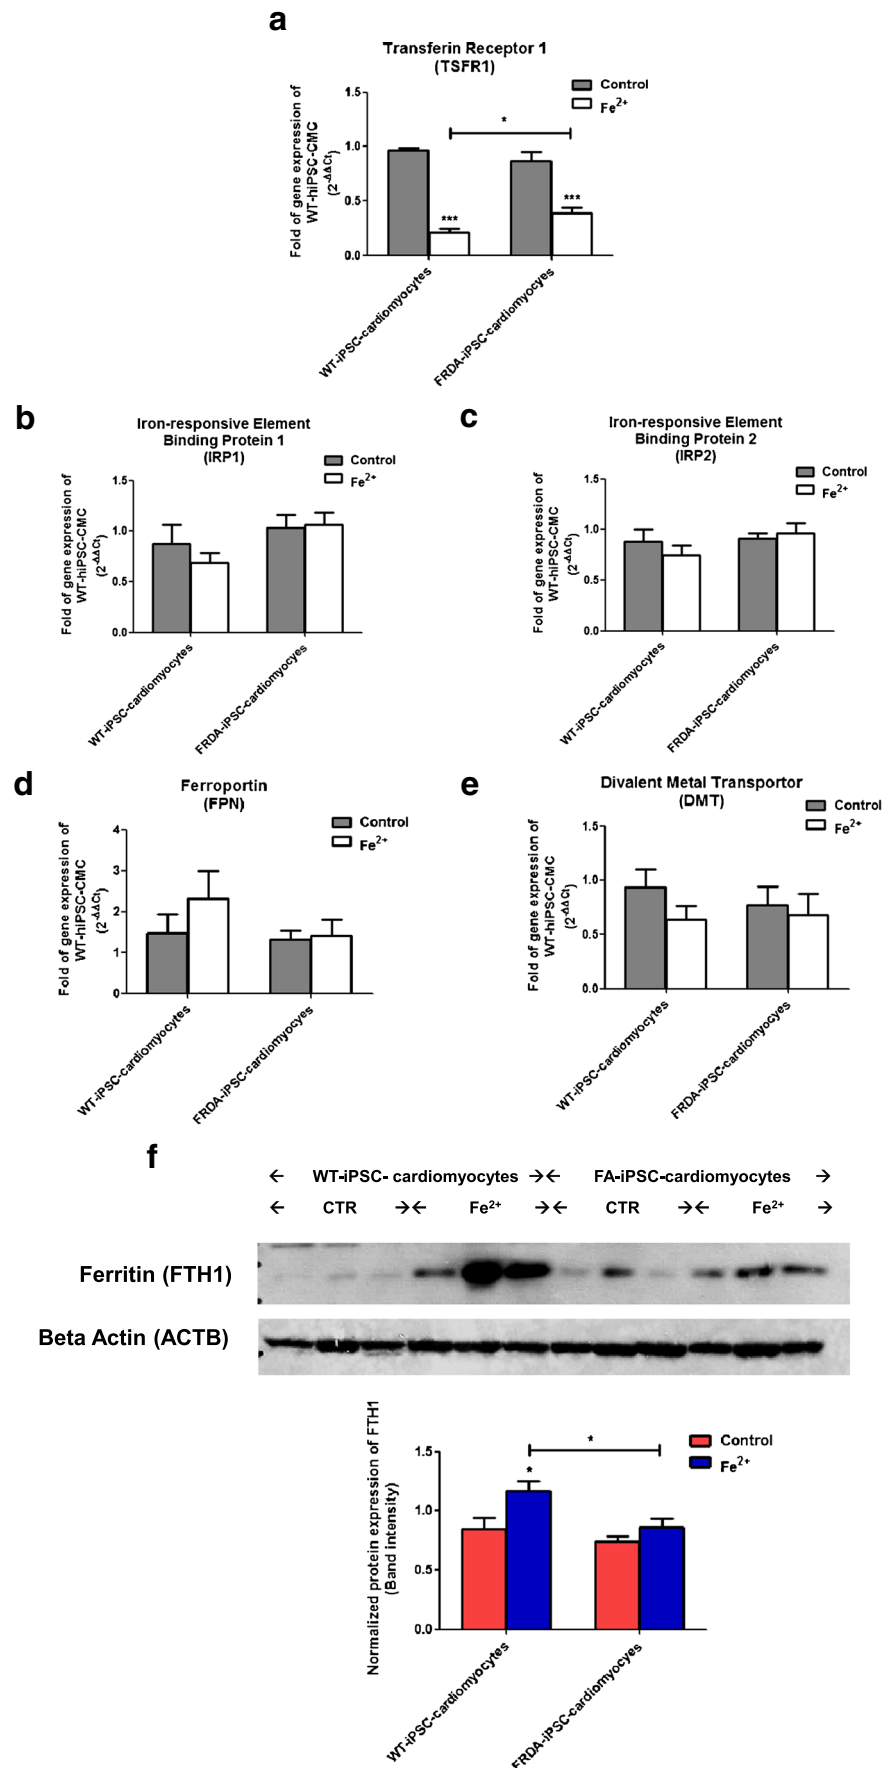 a
Transferin Receptor 1
(TSFR1)
Control
Fe2+
Fold of gene expression of
WT-hiPSC-CMC
(2-ΔΔCt)
1.5
1.0
0.5
0.0
*
***
***
WT-iPSC-cardiomyocytes
FRDA-iPSC-cardiomyocyes
b
Iron-responsive Element
Binding Protein 1
(IRP1)
Control
Fe2+
Fold of gene expression of
WT-hiPSC-CMC
(2-ΔΔCt)
1.5
1.0
0.5
0.0
WT-iPSC-cardiomyocytes
FRDA-iPSC-cardiomyocyes
c
Iron-responsive Element
Binding Protein 2
(IRP2)
Control
Fe2+
Fold of gene expression of
WT-hiPSC-CMC
(2-ΔΔCt)
1.5
1.0
0.5
0.0
WT-iPSC-cardiomyocytes
FRDA-iPSC-cardiomyocyes
d
Ferroportin
(FPN)
Control
Fe2+
Fold of gene expression of
WT-hiPSC-CMC
(2-ΔΔCt)
4
3
2
1
0
WT-iPSC-cardiomyocytes
FRDA-iPSC-cardiomyocyes
e
Divalent Metal Transportor
(DMT)
Control
Fe2+
Fold of gene expression of
WT-hiPSC-CMC
(2-ΔΔCt)
1.5
1.0
0.5
0.0
WT-iPSC-cardiomyocytes
FRDA-iPSC-cardiomyocyes
f
← WT-iPSC- cardiomyocytes →← FA-iPSC-cardiomyocytes →
← CTR →← Fe2+ →← CTR →← Fe2+ →
Ferritin (FTH1)
Beta Actin (ACTB)
Control
Fe2+
Normalized protein expression of FTH1
(Band intensity)
1.5
1.0
0.5
0.0
*
*
WT-iPSC-cardiomyocytes
FRDA-iPSC-cardiomyocyes